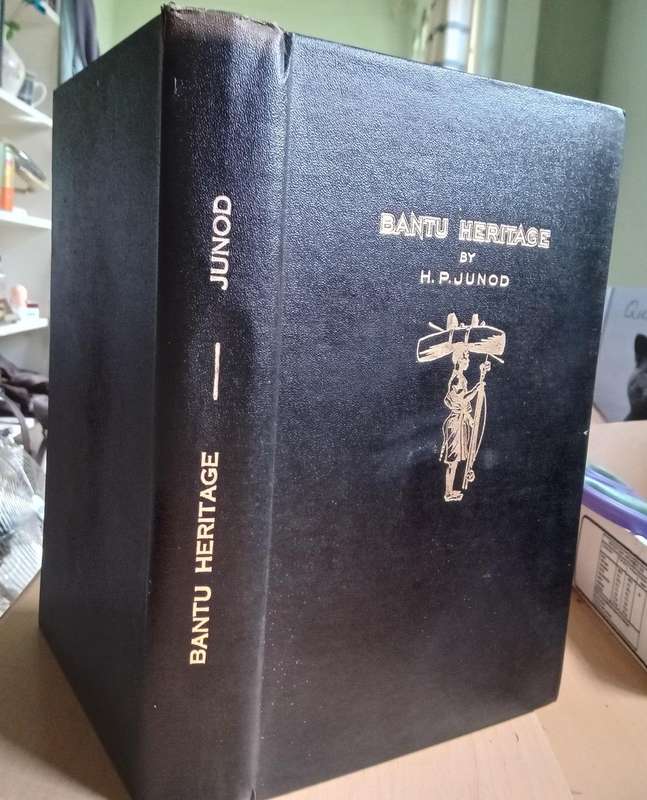 BANTU HERITAGE
BY
H. P. JUNOD
BANTU HERITAGE — JUNOD